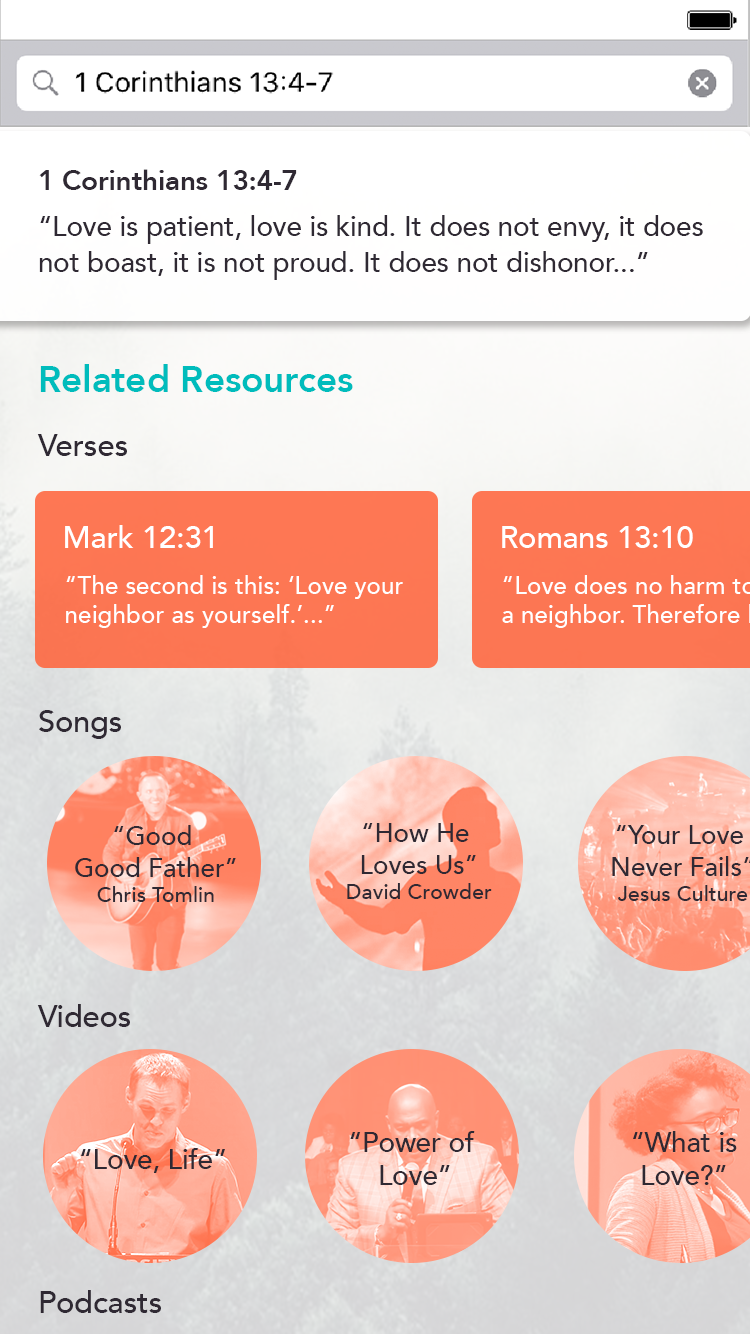 1 Corinthians 13:4-7
1 Corinthians 13:4-7
“Love is patient, love is kind. It does not envy, it does
not boast, it is not proud. It does not dishonor...”
Related Resources
Verses
Mark 12:31
“The second is this: ‘Love your
neighbor as yourself.’...”
Romans 13:10
“Love does no harm to
a neighbor. Therefore
Songs
“Good
Good Father”
Chris Tomlin
“How He
Loves Us”
David Crowder
“Your Love
Never Fails”
Jesus Culture
Videos
“Love, Life”
“Power of
Love”
“What is
Love?”
Podcasts